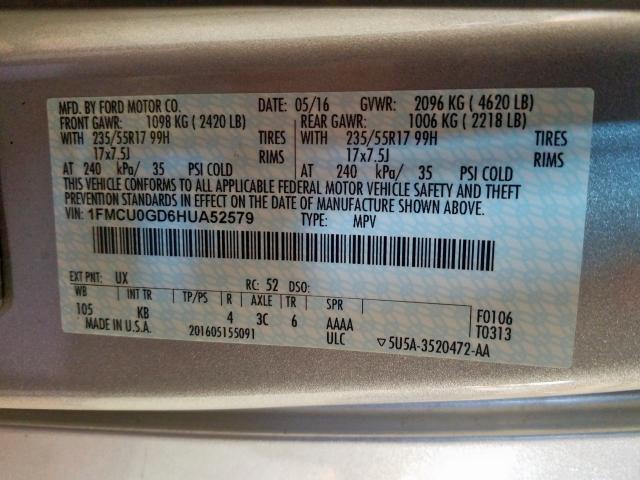 MFD. BY FORD MOTOR CO. DATE: 05/16 GVWR: 2096 KG ( 4620 LB)
FRONT GAWR: 1098 KG ( 2420 LB) REAR GAWR: 1006 KG ( 2218 LB)
WITH 235/55R17 99H TIRES WITH 235/55R17 99H TIRES
17x7.5J RIMS 17x7.5J RIMS
AT 240 kPa/ 35 PSI COLD AT 240 kPa/ 35 PSI COLD
THIS VEHICLE CONFORMS TO ALL APPLICABLE FEDERAL MOTOR VEHICLE SAFETY AND THEFT
PREVENTION STANDARDS IN EFFECT ON THE DATE OF MANUFACTURE SHOWN ABOVE.
VIN: 1FMCU0GD6HUA52579 TYPE: MPV
EXT PNT: UX RC: 52 DSO:
WB INT TR TP/PS R AXLE TR SPR
105 KB 4 3C 6 AAAA F0106
MADE IN U.S.A. 201605155091 ULC ▽5U5A-3520472-AA T0313